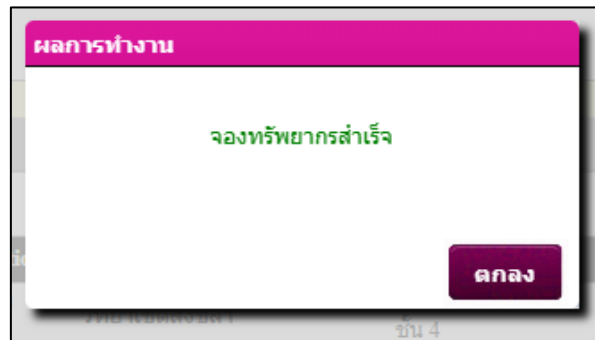 ผลการทำงาน
จองทรัพยากรสำเร็จ
ตกลง
ชั้น 4